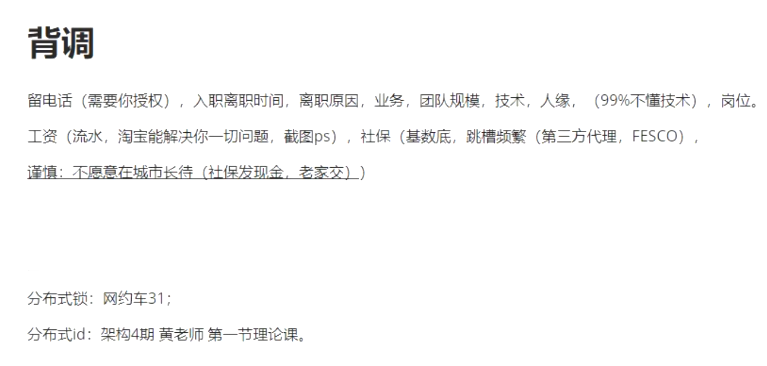 背调
留电话（需要你授权），入职离职时间，离职原因，业务，团队规模，技术，人缘，（99%不懂技术），岗位。
工资（流水，淘宝能解决你一切问题，截图ps），社保（基数底，跳槽频繁（第三方代理，FESCO），
谨慎：不愿意在城市长待（社保发现金，老家交））
分布式锁：网约车31；
分布式id：架构4期 黄老师 第一节理论课。